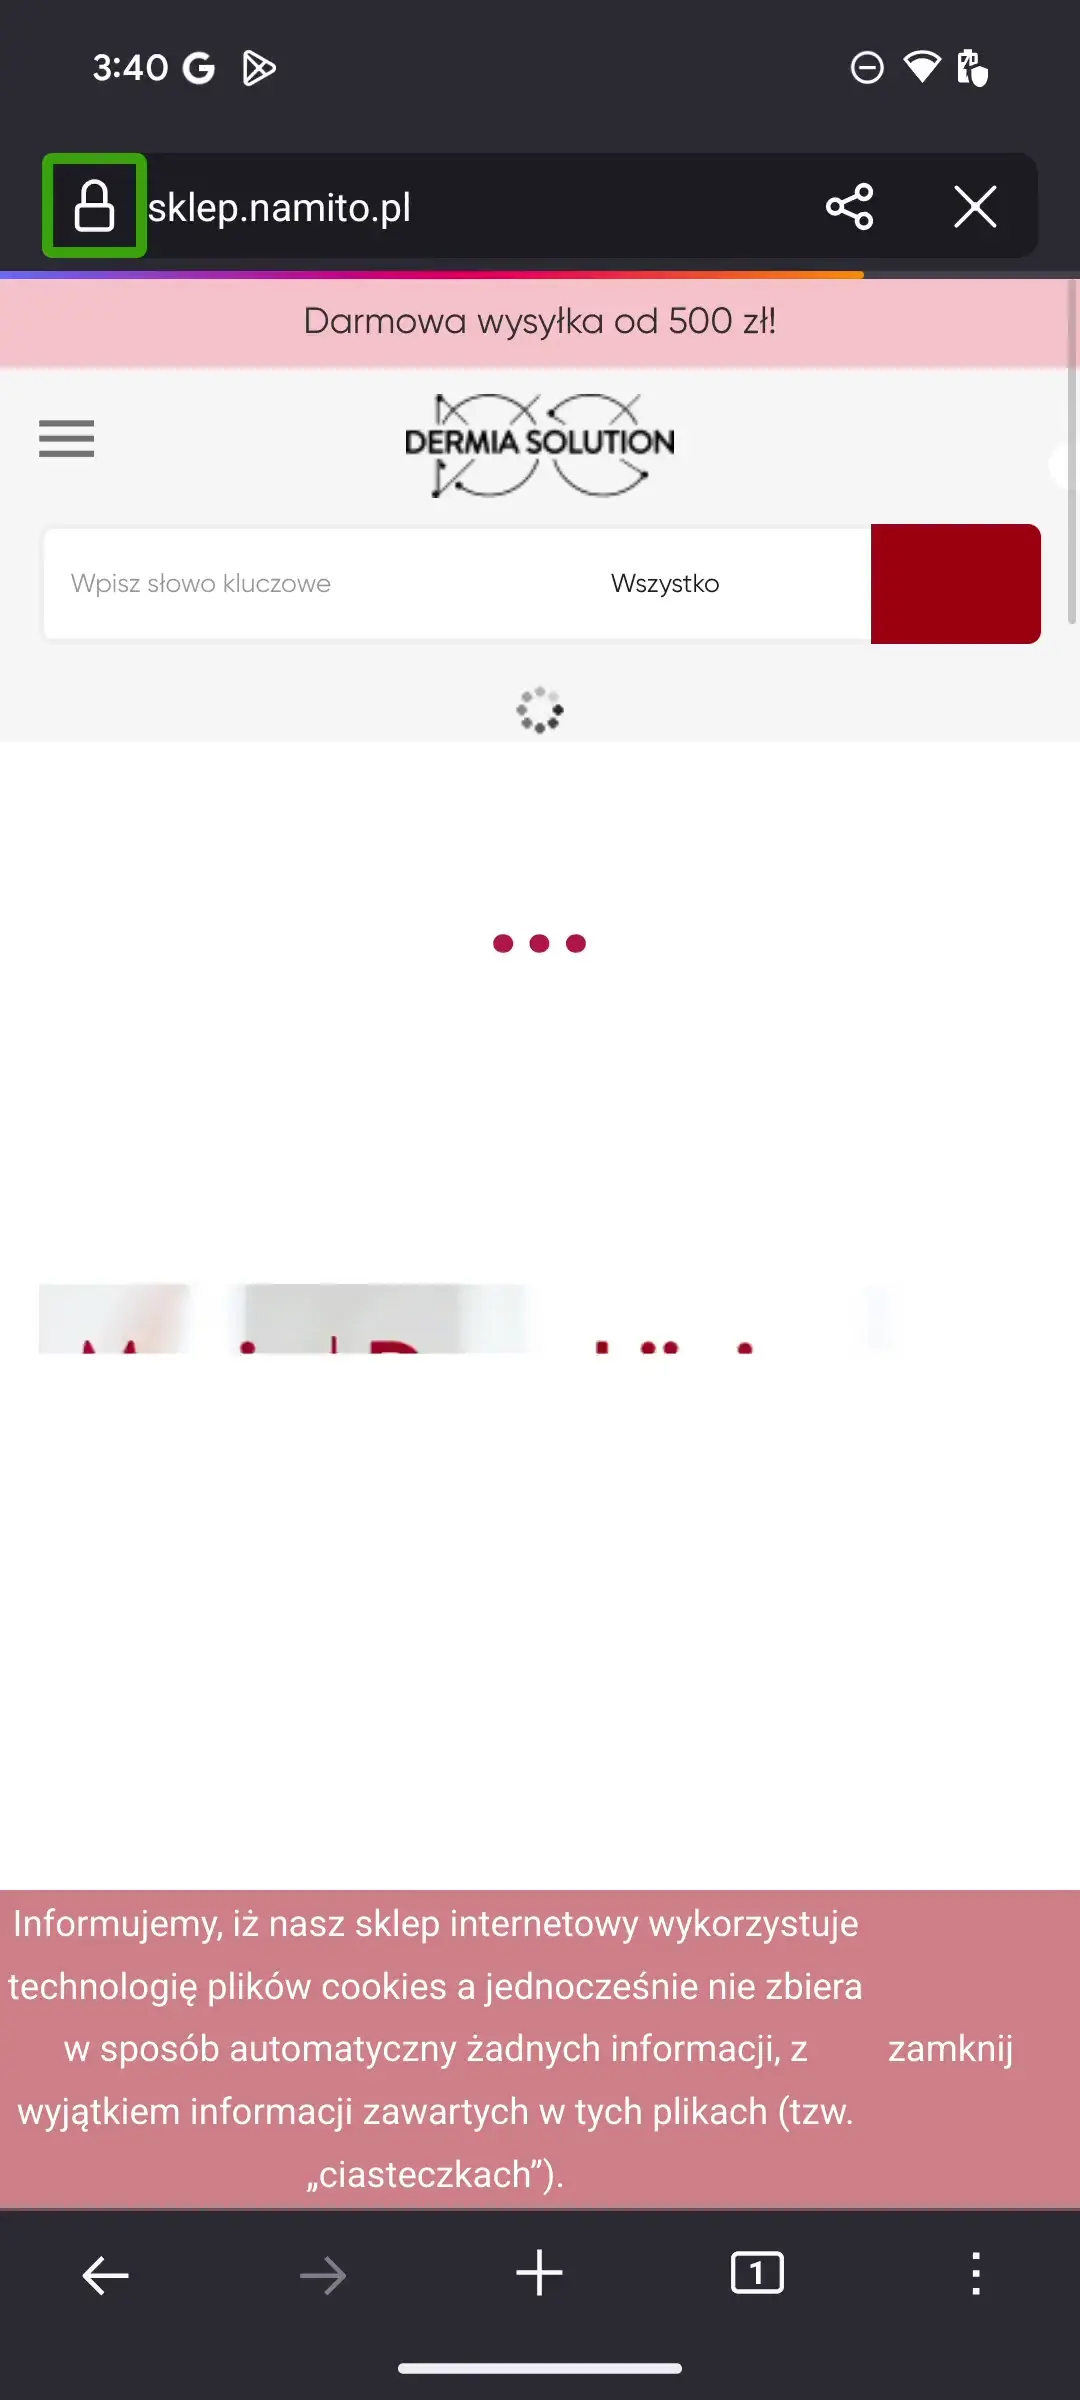 3:40
sklep.namito.pl
Darmowa wysyłka od 500 zł!
DERMIA SOLUTION
Wpisz słowo kluczowe
Wszystko
Informujemy, iż nasz sklep internetowy wykorzystuje
technologię plików cookies a jednocześnie nie zbiera
w sposób automatyczny żadnych informacji, z
wyjątkiem informacji zawartych w tych plikach (tzw.
„ciasteczkach”).
zamknij
1